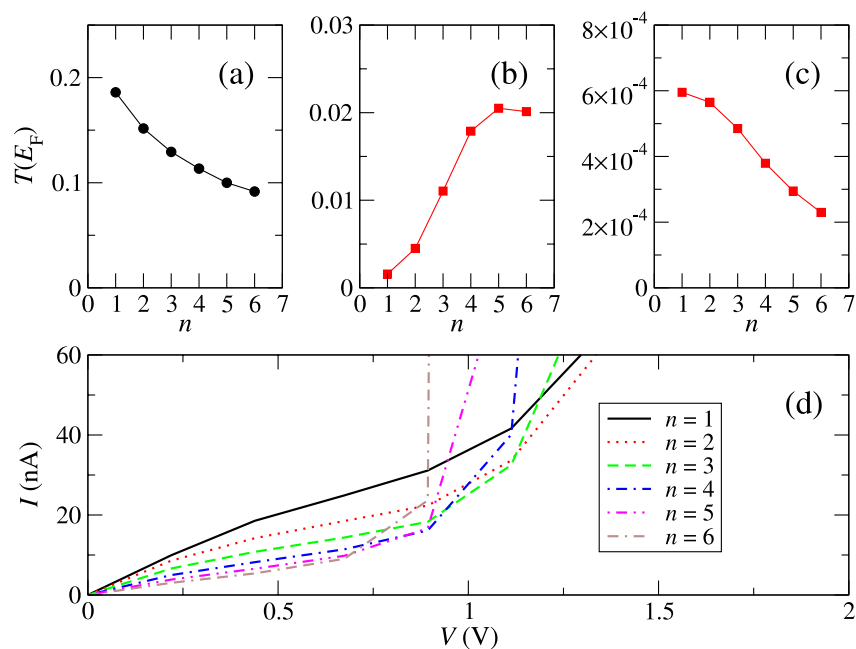 (a)
0.2
0.1
0
T(E_F)
0 1 2 3 4 5 6 7
n
(b)
0.03
0.02
0.01
0
0 1 2 3 4 5 6 7
n
(c)
8×10⁻⁴
6×10⁻⁴
4×10⁻⁴
2×10⁻⁴
0
0 1 2 3 4 5 6 7
n
(d)
60
40
20
0
I (nA)
n = 1
n = 2
n = 3
n = 4
n = 5
n = 6
0 0.5 1 1.5 2
V (V)